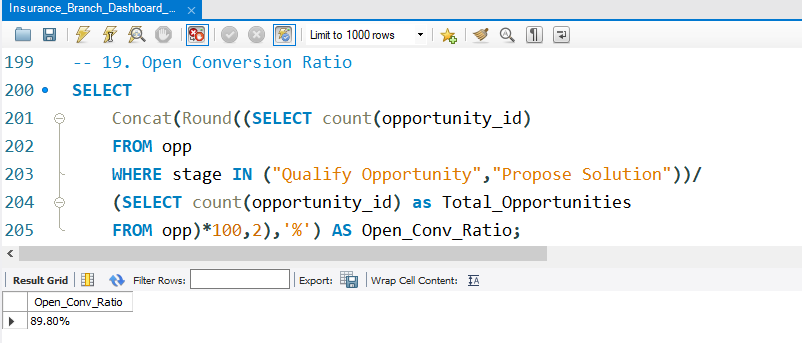 Insurance_Branch_Dashboard_...
Limit to 1000 rows
199 -- 19. Open Conversion Ratio
200 SELECT
201 Concat(Round((SELECT count(opportunity_id)
202 FROM opp
203 WHERE stage IN ("Qualify Opportunity","Propose Solution"))/
204 (SELECT count(opportunity_id) as Total_Opportunities
205 FROM opp)*100,2),'%') AS Open_Conv_Ratio;
Result Grid Filter Rows: Export: Wrap Cell Content: IA
Open_Conv_Ratio
89.80%